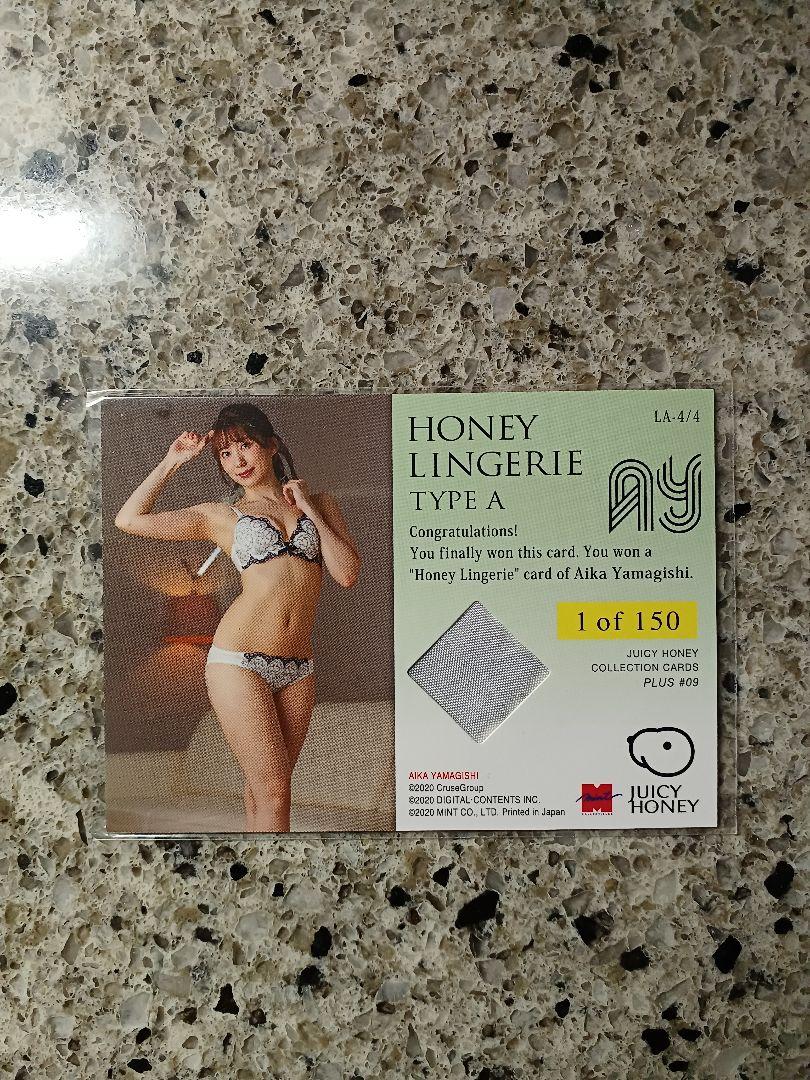 HONEY
LINGERIE
TYPE A
LA-4/4
AY
Congratulations!
You finally won this card. You won a
"Honey Lingerie" card of Aika Yamagishi.
1 of 150
JUICY HONEY
COLLECTION CARDS
PLUS #09
AIKA YAMAGISHI
©2020 CruseGroup
©2020 DIGITAL-CONTENTS INC.
©2020 MINT CO., LTD. Printed in Japan
M
mint
JUICY
HONEY